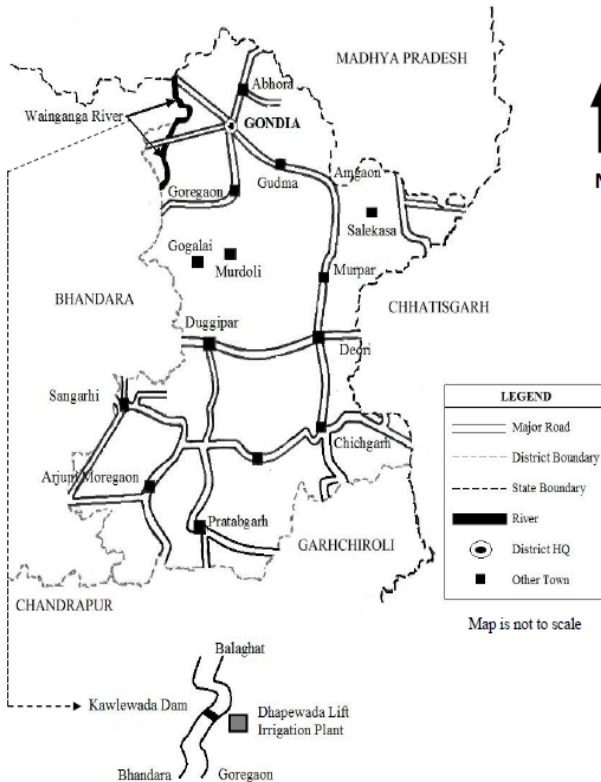 MADHYA PRADESH
Abhora
Wainganga River
GONDIA
N
Gudma
Amgaon
Goregaon
Salekasa
Gogalai
Murdoli
Murpar
BHANDARA
CHHATISGARH
Duggipar
Deori
Sangarhi
LEGEND
Major Road
District Boundary
State Boundary
River
District HQ
Other Town
Chichgarh
Arjuni Moregaon
Pratabgarh
GARHCHIROLI
CHANDRAPUR
Map is not to scale
Balaghat
Kawlewada Dam
Dhapewada Lift
Irrigation Plant
Bhandara
Goregaon